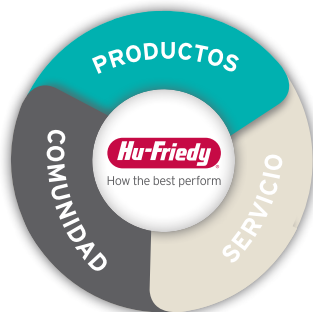 PRODUCTOS
COMUNIDAD
SERVICIO
Hu-Friedy®
How the best perform